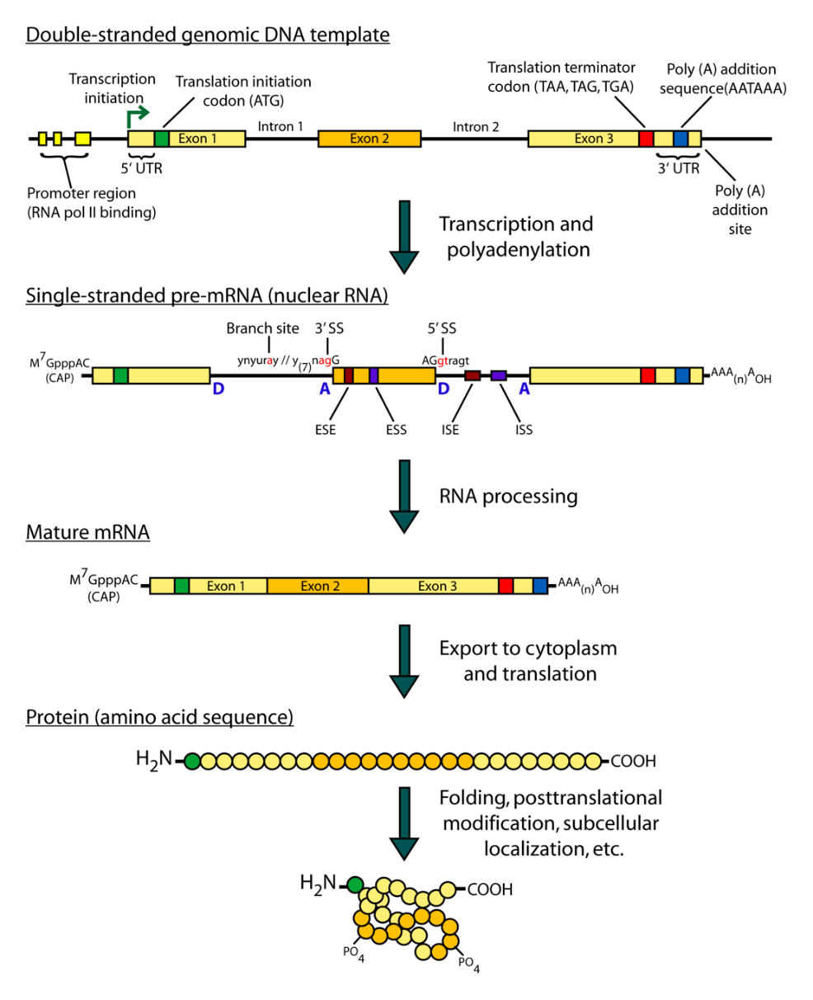 Double-stranded genomic DNA template
Transcription
initiation
Translation initiation
codon (ATG)
Translation terminator
codon (TAA, TAG, TGA)
Poly (A) addition
sequence(AATAAA)
Exon 1
Intron 1
Exon 2
Intron 2
Exon 3
5' UTR
3' UTR
Promoter region
(RNA pol II binding)
Poly (A)
addition
site
Transcription and
polyadenylation
Single-stranded pre-mRNA (nuclear RNA)
Branch site
3' SS
5' SS
M7GpppAC
(CAP)
ynyuray // y(7)nagG
AGgtragt
AAA(n)AOH
D
A
D
A
ESE
ESS
ISE
ISS
RNA processing
Mature mRNA
M7GpppAC
(CAP)
Exon 1
Exon 2
Exon 3
AAA(n)AOH
Export to cytoplasm
and translation
Protein (amino acid sequence)
H2N
COOH
Folding, posttranslational
modification, subcellular
localization, etc.
H2N
COOH
PO4
PO4